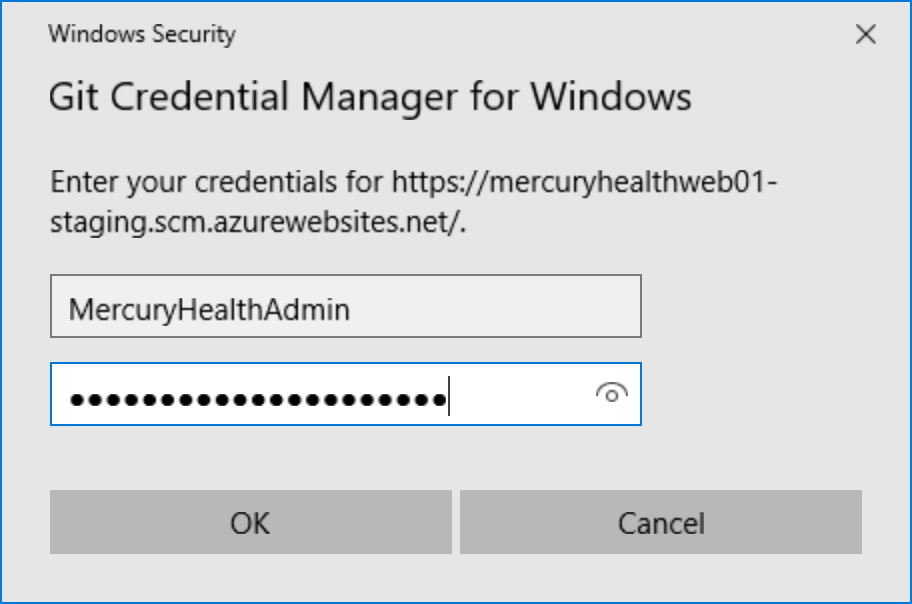 Windows Security
Git Credential Manager for Windows
Enter your credentials for https://mercuryhealthweb01-
staging.scm.azurewebsites.net/.
MercuryHealthAdmin
●●●●●●●●●●●●●●●●●●●●●
OK
Cancel